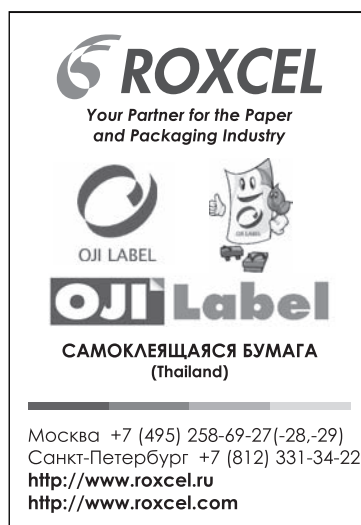 ROXCEL
Your Partner for the Paper
and Packaging Industry
OJI LABEL
OJI LABEL
OJI Label
САМОКЛЕЯЩАЯСЯ БУМАГА
(Thailand)
Москва +7 (495) 258-69-27(-28,-29)
Санкт-Петербург +7 (812) 331-34-22
http://www.roxcel.ru
http://www.roxcel.com